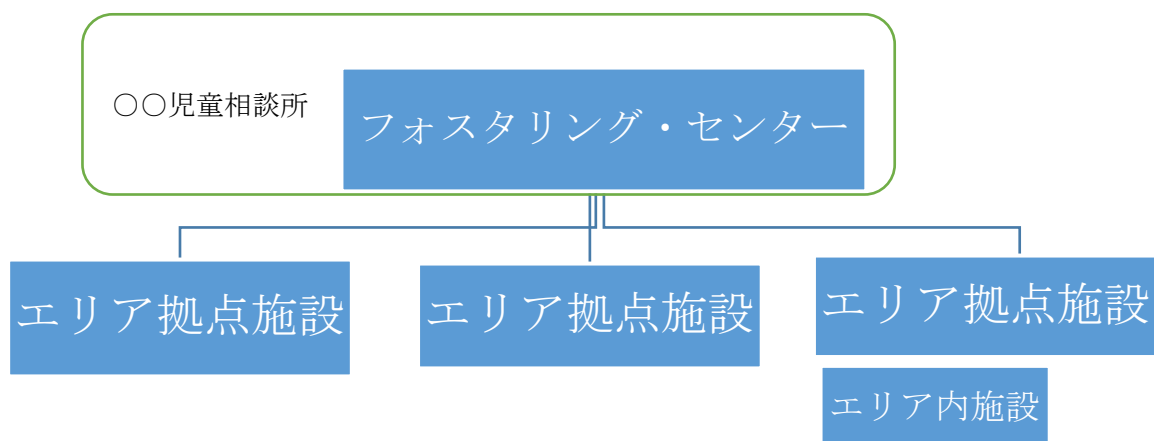 〇〇児童相談所
フォスタリング・センター
エリア拠点施設
エリア拠点施設
エリア拠点施設
エリア内施設